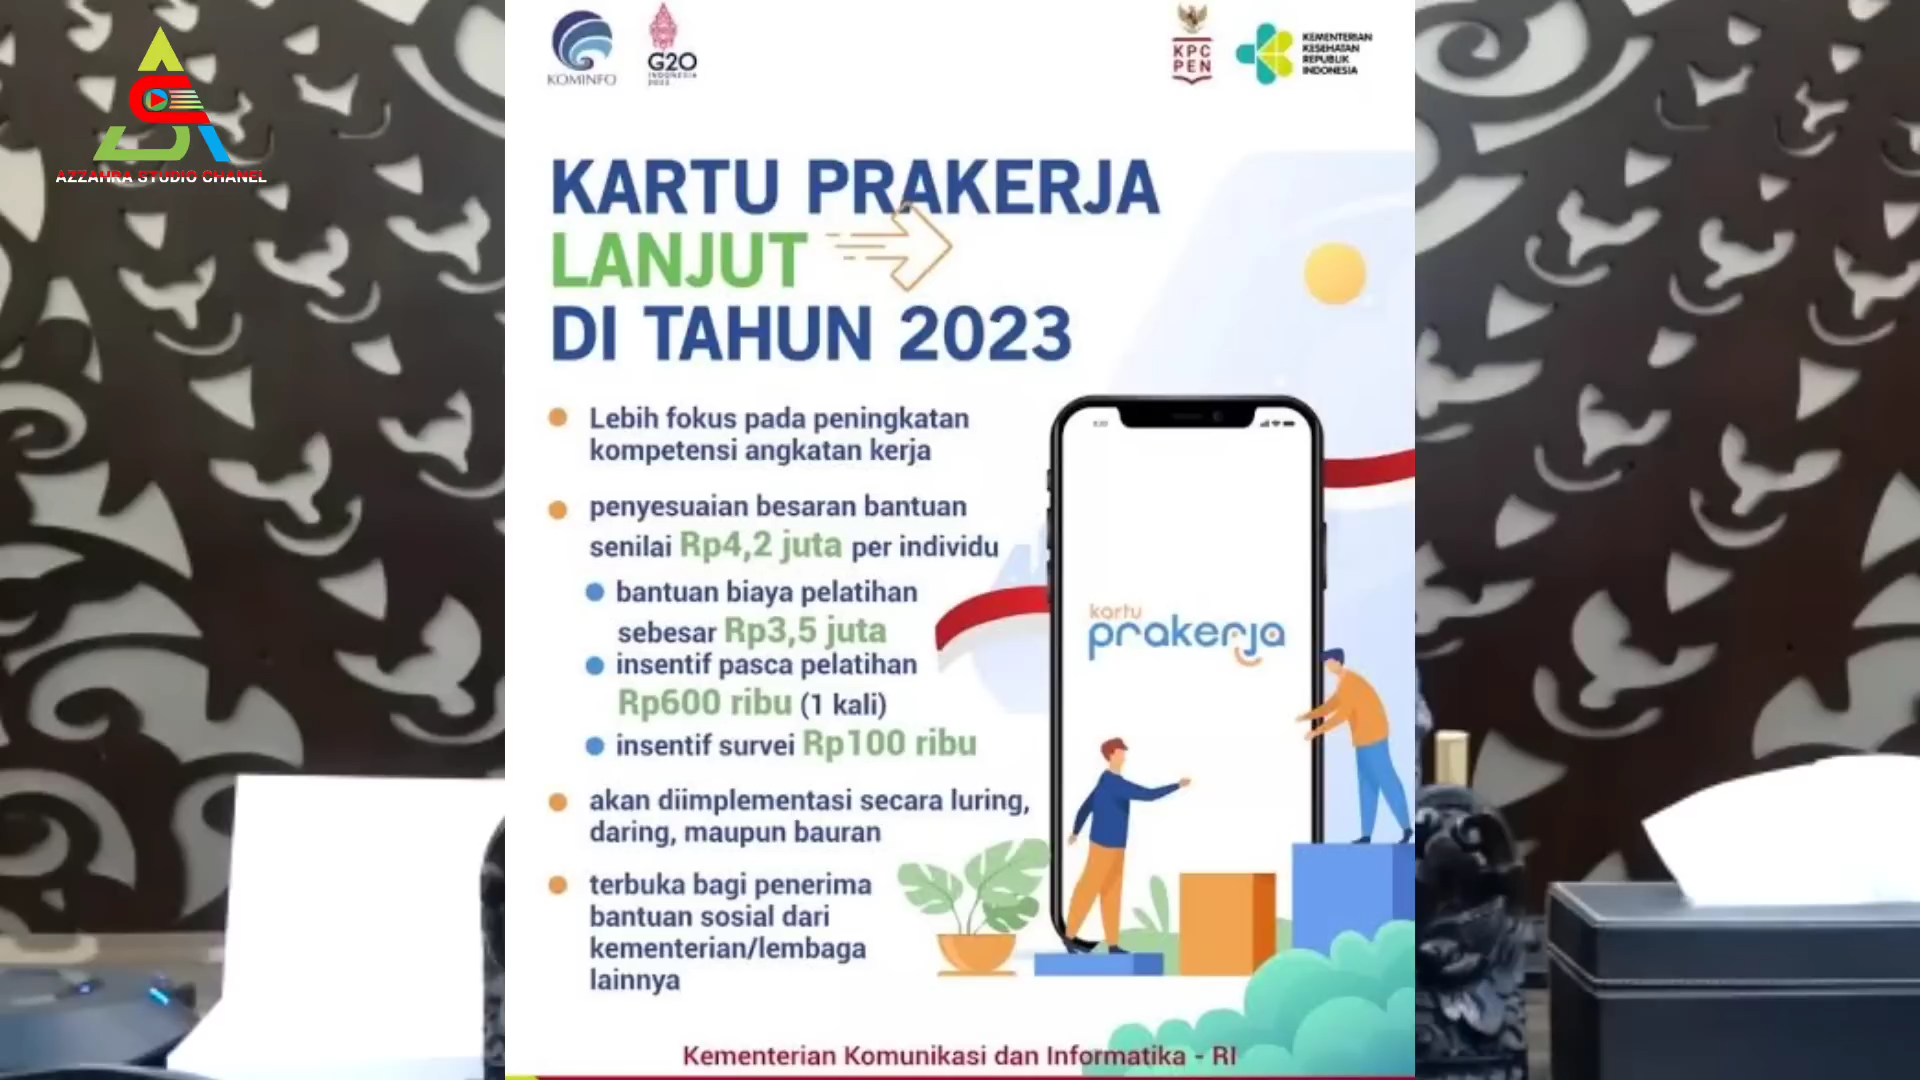 AZZAHRA STUDIO CHANEL
KOMINFO
G20
INDONESIA
2022
KPC
PEN
KEMENTERIAN
KESEHATAN
REPUBLIK
INDONESIA
KARTU PRAKERJA
LANJUT
DI TAHUN 2023
Lebih fokus pada peningkatan
kompetensi angkatan kerja
penyesuaian besaran bantuan
senilai Rp4,2 juta per individu
bantuan biaya pelatihan
sebesar Rp3,5 juta
insentif pasca pelatihan
Rp600 ribu (1 kali)
insentif survei Rp100 ribu
akan diimplementasi secara luring,
daring, maupun bauran
terbuka bagi penerima
bantuan sosial dari
kementerian/lembaga
lainnya
kartu
prakerja
Kementerian Komunikasi dan Informatika - RI